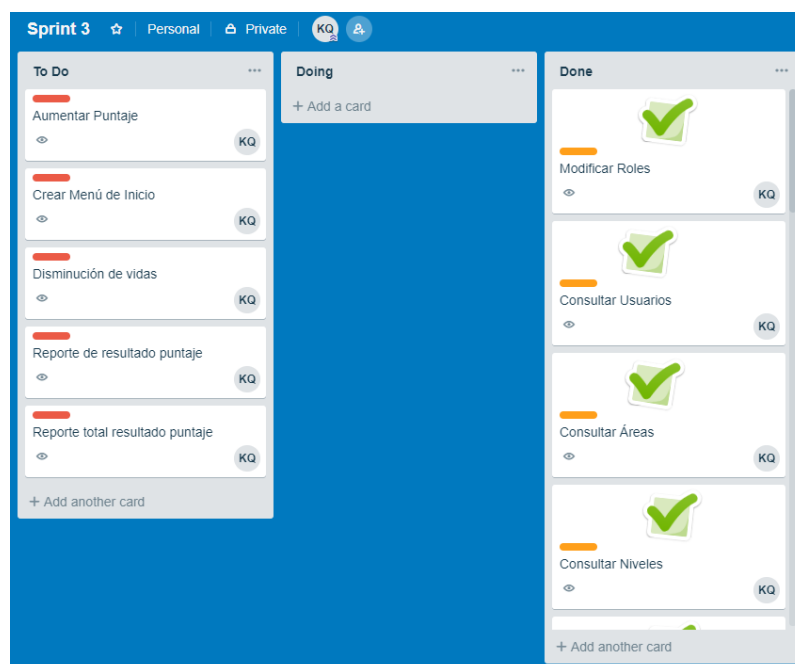 Sprint 3 Personal Private KQ
To Do
Aumentar Puntaje
KQ
Crear Menú de Inicio
KQ
Disminución de vidas
KQ
Reporte de resultado puntaje
KQ
Reporte total resultado puntaje
KQ
+ Add another card
Doing
+ Add a card
Done
Modificar Roles
KQ
Consultar Usuarios
KQ
Consultar Áreas
KQ
Consultar Niveles
KQ
+ Add another card